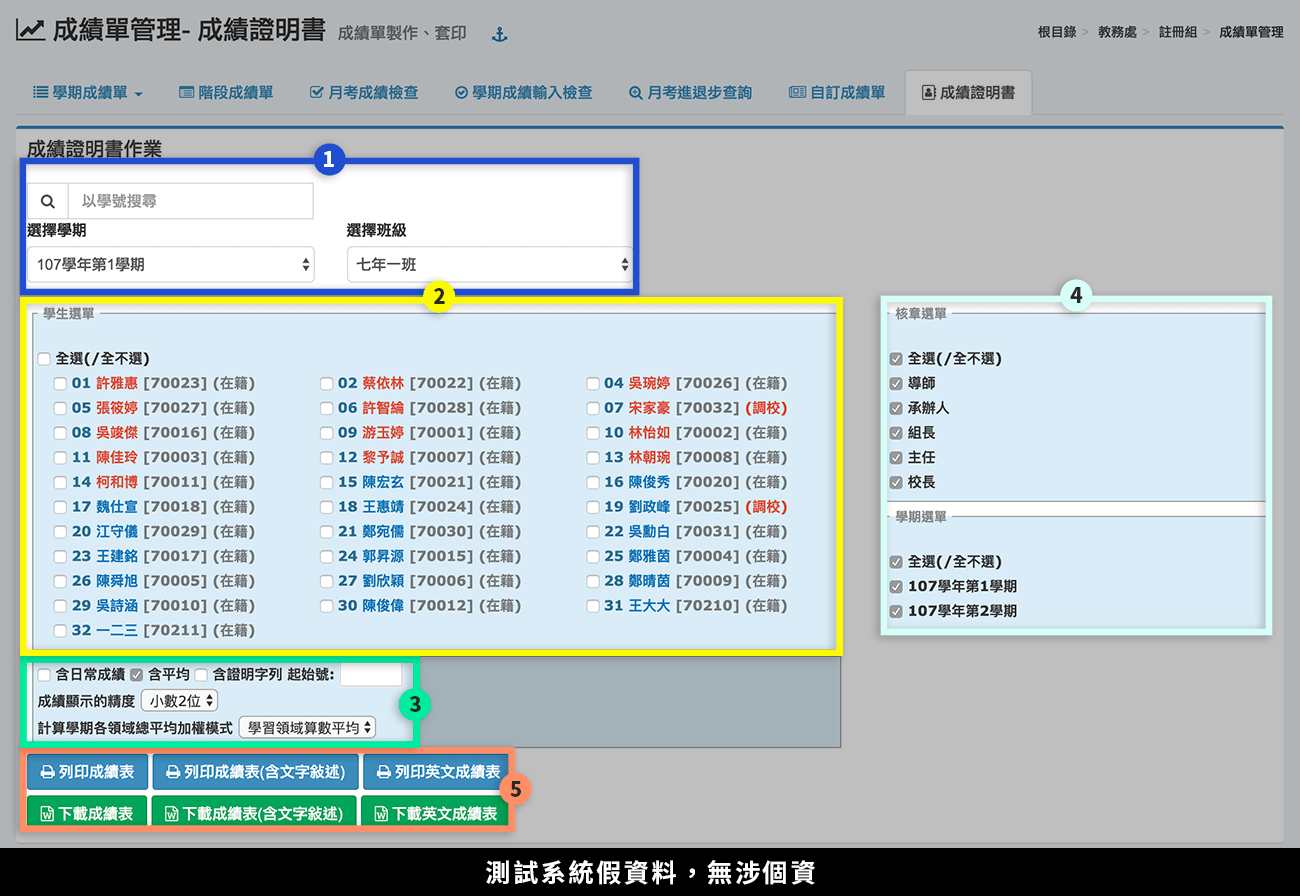 成績單管理- 成績證明書 成績單製作、套印
根目錄 > 教務處 > 註冊組 > 成績單管理
學期成績單 階段成績單 月考成績檢查 學期成績輸入檢查 月考進退步查詢 自訂成績單 成績證明書
成績證明書作業
1
以學號搜尋
選擇學期 選擇班級
107學年第1學期 七年一班
2
學生選單
全選(/全不選)
01 許雅惠 [70023] (在籍) 02 蔡依林 [70022] (在籍) 04 吳琬婷 [70026] (在籍)
05 張筱婷 [70027] (在籍) 06 許智綸 [70028] (在籍) 07 宋家豪 [70032] (調校)
08 吳竣傑 [70016] (在籍) 09 游玉婷 [70001] (在籍) 10 林怡如 [70002] (在籍)
11 陳佳玲 [70003] (在籍) 12 黎予誠 [70007] (在籍) 13 林朝琬 [70008] (在籍)
14 柯和博 [70011] (在籍) 15 陳宏玄 [70021] (在籍) 16 陳俊秀 [70020] (在籍)
17 魏仕宣 [70018] (在籍) 18 王惠靖 [70024] (在籍) 19 劉政峰 [70025] (調校)
20 江守儀 [70029] (在籍) 21 鄭宛儒 [70030] (在籍) 22 吳勳白 [70031] (在籍)
23 王建銘 [70017] (在籍) 24 郭昇源 [70015] (在籍) 25 鄭雅茵 [70004] (在籍)
26 陳舜旭 [70005] (在籍) 27 劉欣穎 [70006] (在籍) 28 鄭晴茵 [70009] (在籍)
29 吳詩涵 [70010] (在籍) 30 陳俊偉 [70012] (在籍) 31 王大大 [70210] (在籍)
32 一二三 [70211] (在籍)
4
核章選單
全選(/全不選)
導師
承辦人
組長
主任
校長
學期選單
全選(/全不選)
107學年第1學期
107學年第2學期
含日常成績 含平均 含證明字列 起始號:
成績顯示的精度 小數2位
3
計算學期各領域總平均加權模式 學習領域算數平均
列印成績表 列印成績表(含文字敍述) 列印英文成績表
5
下載成績表 下載成績表(含文字敍述) 下載英文成績表
測試系統假資料，無涉個資